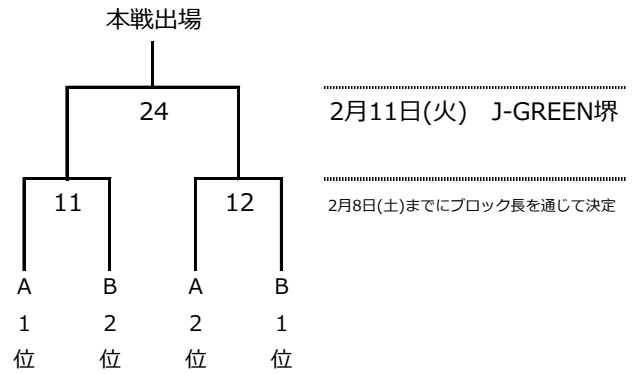 本戦出場
24
2月11日(火) J-GREEN堺
11
12
2月8日(土)までにブロック長を通じて決定
A B A B
1 2 2 1
位 位 位 位